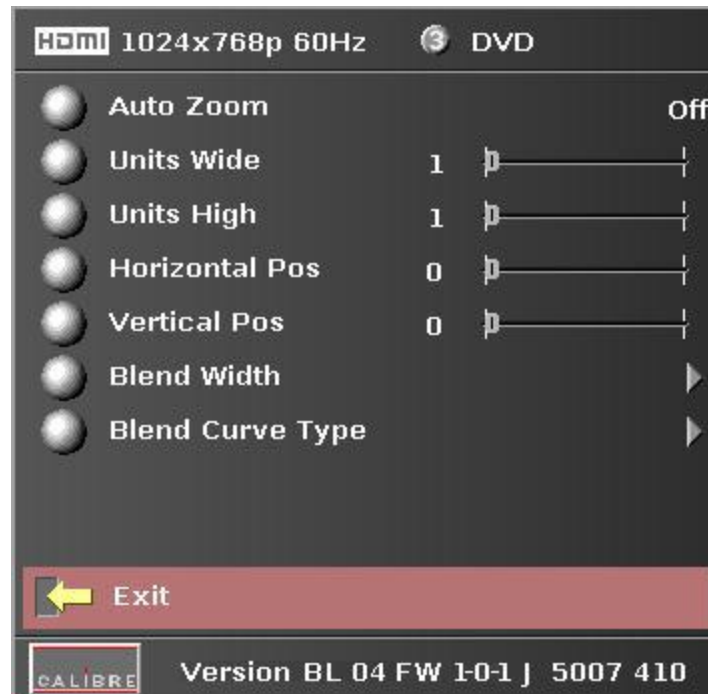 HDMI 1024x768p 60Hz 3 DVD
Auto Zoom Off
Units Wide 1
Units High 1
Horizontal Pos 0
Vertical Pos 0
Blend Width
Blend Curve Type
Exit
CALIBRE Version BL 04 FW 1-0-1 J 5007 410